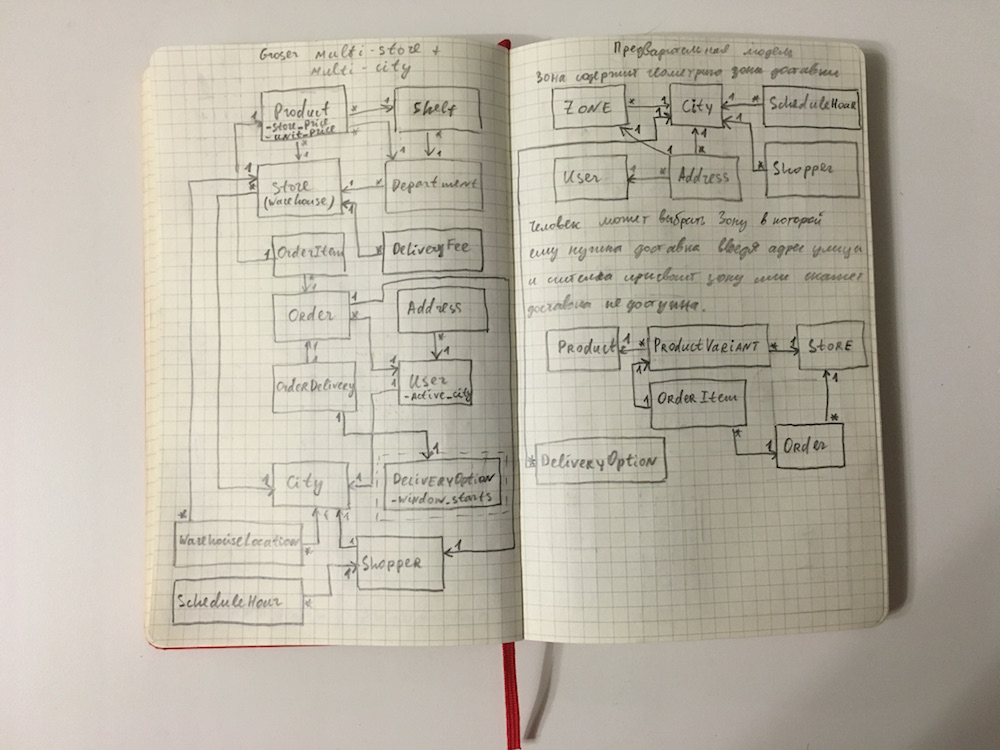 Groser multi-store +
multi-city
Product
-store_price
-unit_price
Shelf
Store
(warehouse)
Department
OrderItem
DeliveryFee
Order
Address
OrderDelivery
User
-active_city
City
DeliveryOption
-window_starts
WarehouseLocation
Shopper
ScheduleHour
Предварительная модель
Зона содержит геометрию зоны доставки
ZONE
City
ScheduleHour
User
Address
Shopper
Человек может выбрать зону в которой
ему нужна доставка введя адрес улицы
и система присвоит зону или скажет
доставка не доступна.
Product
ProductVariant
Store
OrderItem
Order
DeliveryOption